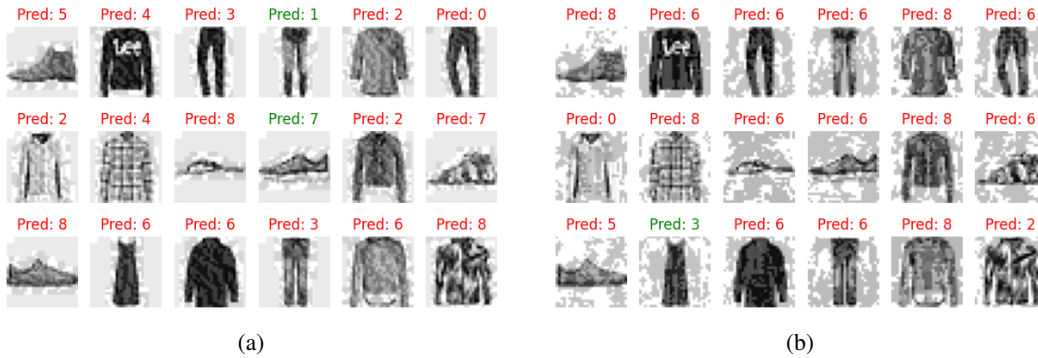 Pred: 5 Pred: 4 Pred: 3 Pred: 1 Pred: 2 Pred: 0
Lee
Pred: 2 Pred: 4 Pred: 8 Pred: 7 Pred: 2 Pred: 7
Pred: 8 Pred: 6 Pred: 6 Pred: 3 Pred: 6 Pred: 8
(a)
Pred: 8 Pred: 6 Pred: 6 Pred: 6 Pred: 8 Pred: 6
Lee
Pred: 0 Pred: 8 Pred: 6 Pred: 6 Pred: 8 Pred: 6
Pred: 5 Pred: 3 Pred: 6 Pred: 6 Pred: 8 Pred: 2
(b)